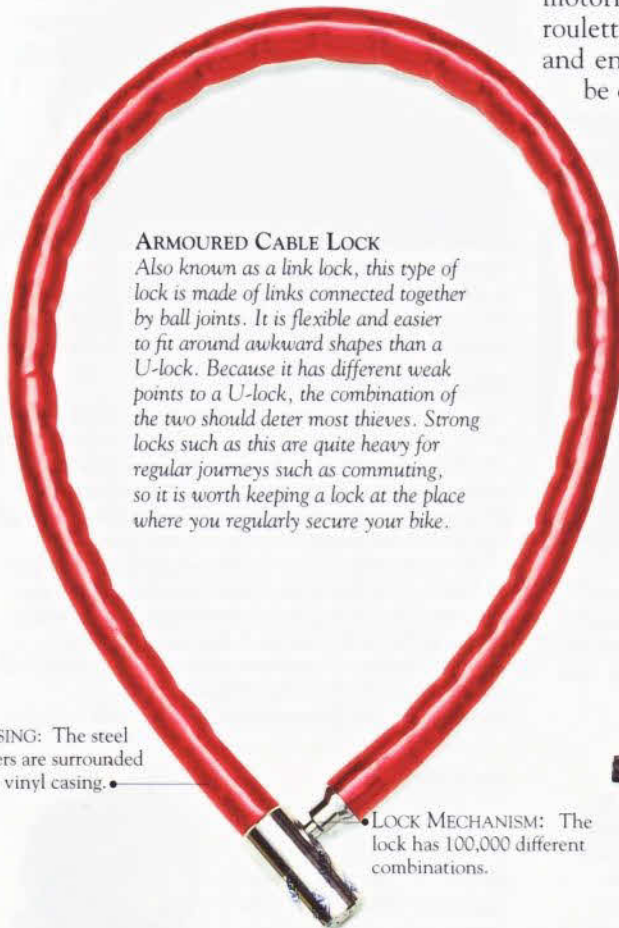 roulett
and en
be
ARMOURED CABLE LOCK
Also known as a link lock, this type of
lock is made of links connected together
by ball joints. It is flexible and easier
to fit around awkward shapes than a
U-lock. Because it has different weak
points to a U-lock, the combination of
the two should deter most thieves. Strong
locks such as this are quite heavy for
regular journeys such as commuting,
so it is worth keeping a lock at the place
where you regularly secure your bike.
SING: The steel
ers are surrounded
vinyl casing.
LOCK MECHANISM: The
lock has 100,000 different
combinations.